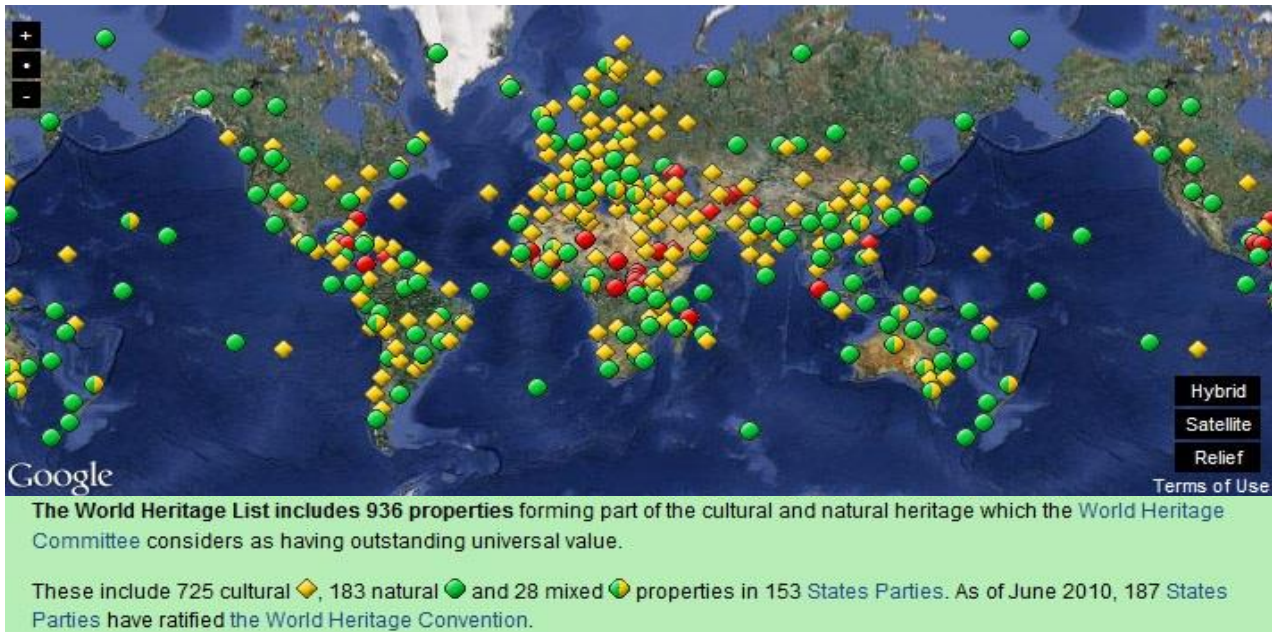 +
-
Hybrid
Satellite
Relief
Google
Terms of Use
The World Heritage List includes 936 properties forming part of the cultural and natural heritage which the World Heritage
Committee considers as having outstanding universal value.
These include 725 cultural , 183 natural and 28 mixed properties in 153 States Parties. As of June 2010, 187 States
Parties have ratified the World Heritage Convention.